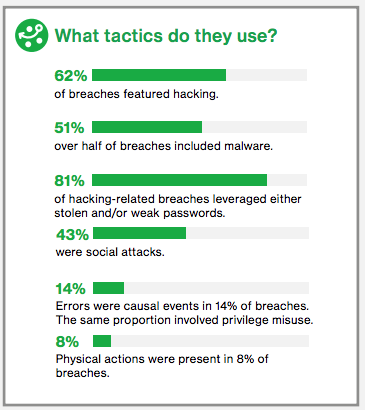 What tactics do they use?
62%
of breaches featured hacking.
51%
over half of breaches included malware.
81%
of hacking-related breaches leveraged either
stolen and/or weak passwords.
43%
were social attacks.
14%
Errors were causal events in 14% of breaches.
The same proportion involved privilege misuse.
8%
Physical actions were present in 8% of
breaches.